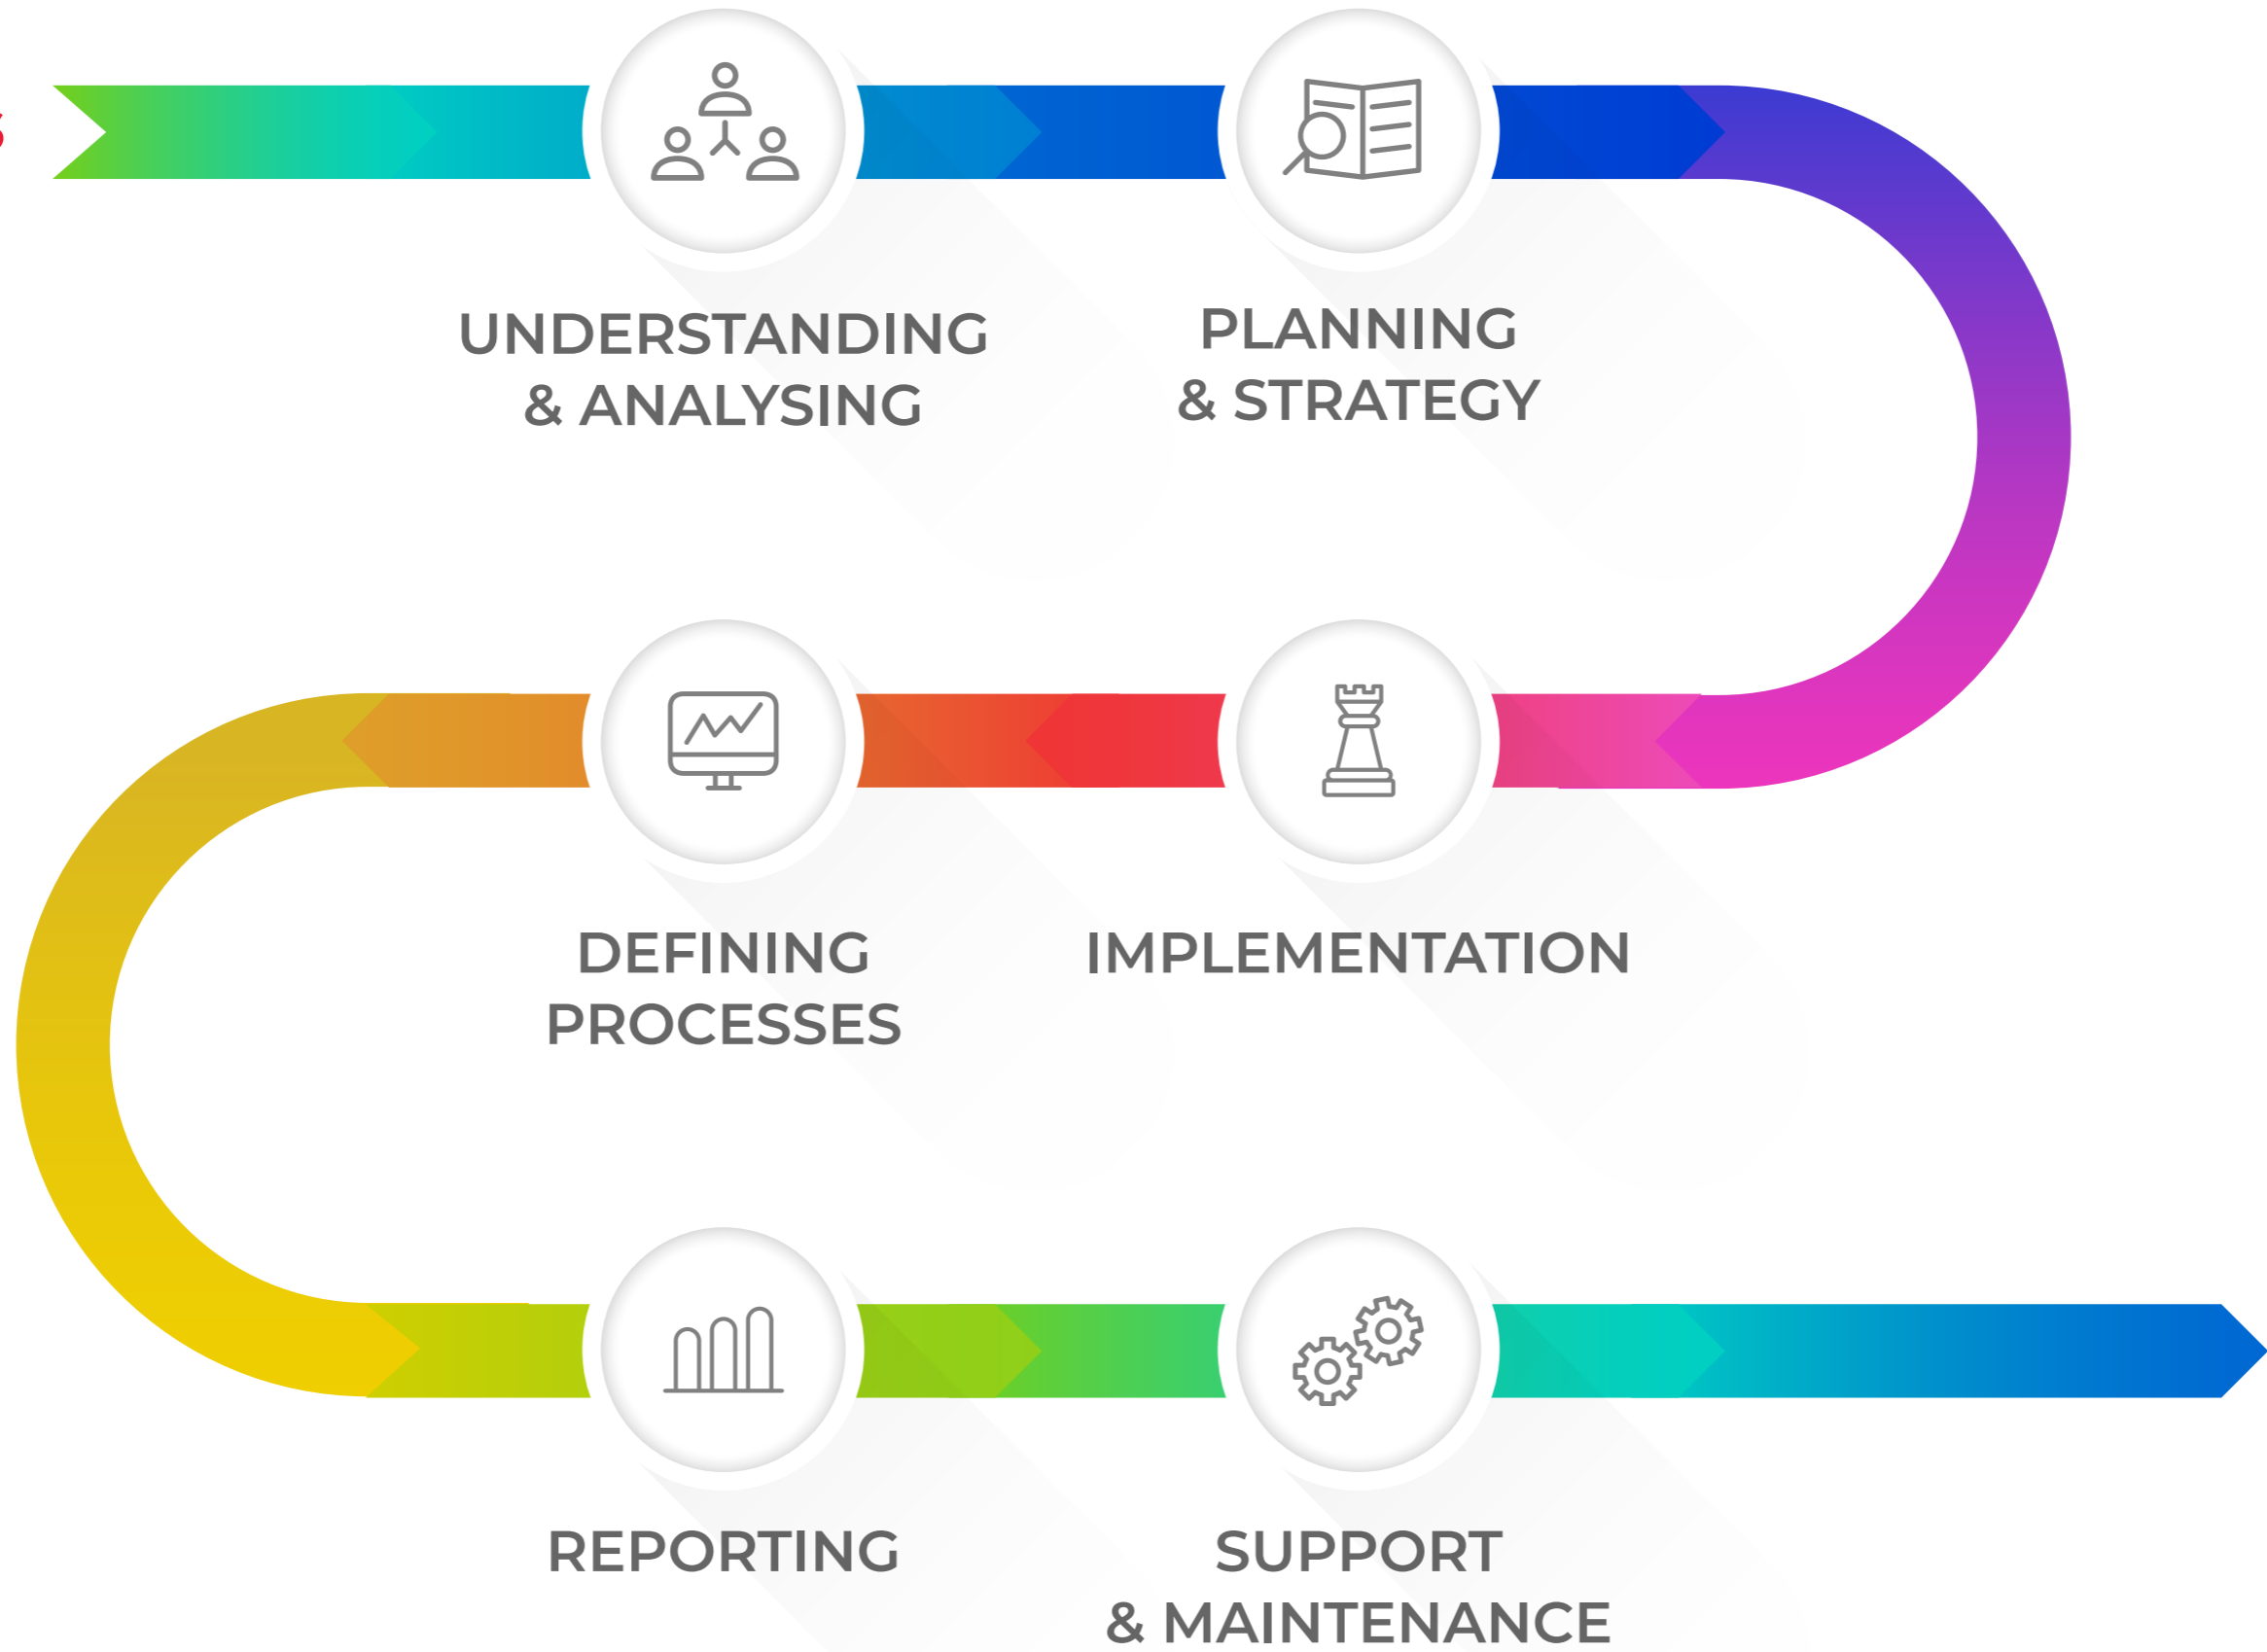 UNDERSTANDING
& ANALYSING
PLANNING
& STRATEGY
DEFINING
PROCESSES
IMPLEMENTATION
REPORTING
SUPPORT
& MAINTENANCE